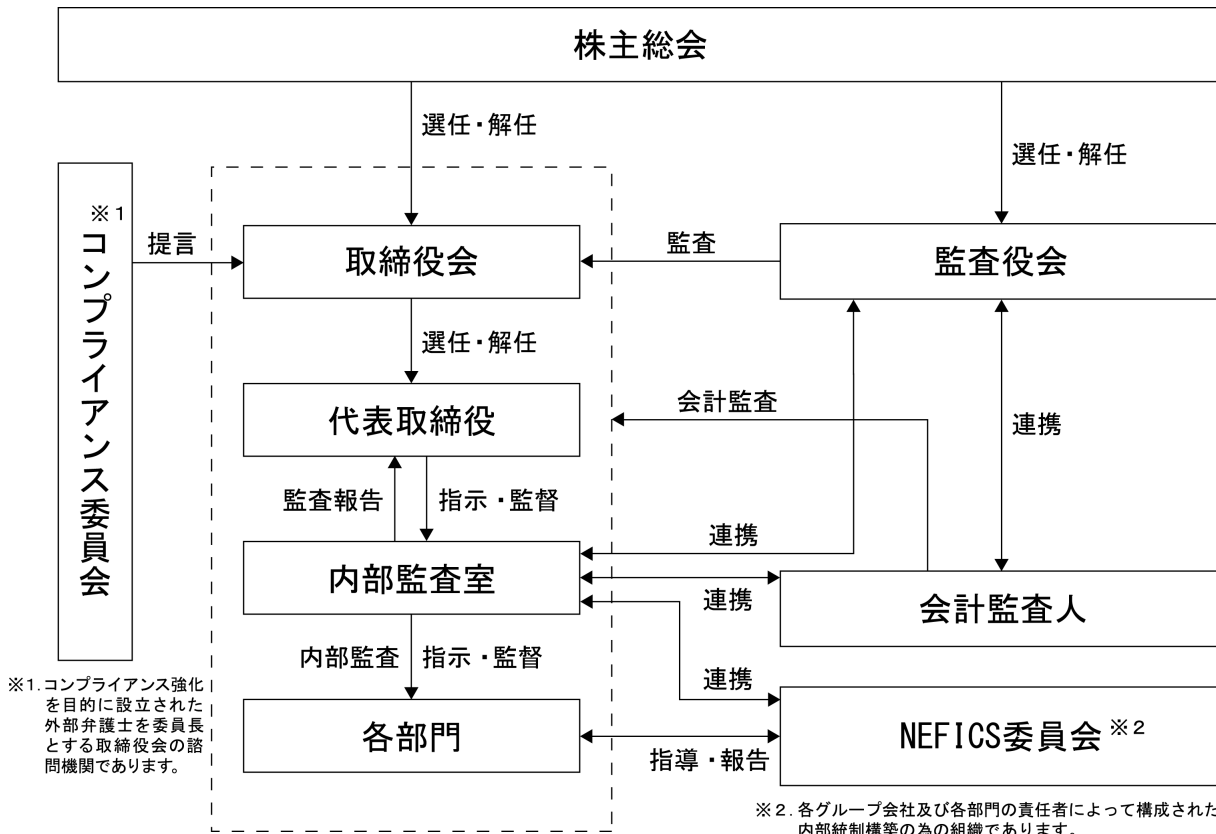 株主総会
選任・解任
選任・解任
※1
コンプライアンス委員会
提言
取締役会
監査
監査役会
選任・解任
代表取締役
会計監査
連携
監査報告
指示・監督
連携
内部監査室
連携
会計監査人
内部監査
指示・監督
連携
各部門
指導・報告
NEFICS委員会※2
※1.コンプライアンス強化
を目的に設立された
外部弁護士を委員長
とする取締役会の諮
問機関であります。
※2.各グループ会社及び各部門の責任者によって構成された
内部統制構築の為の組織であります。